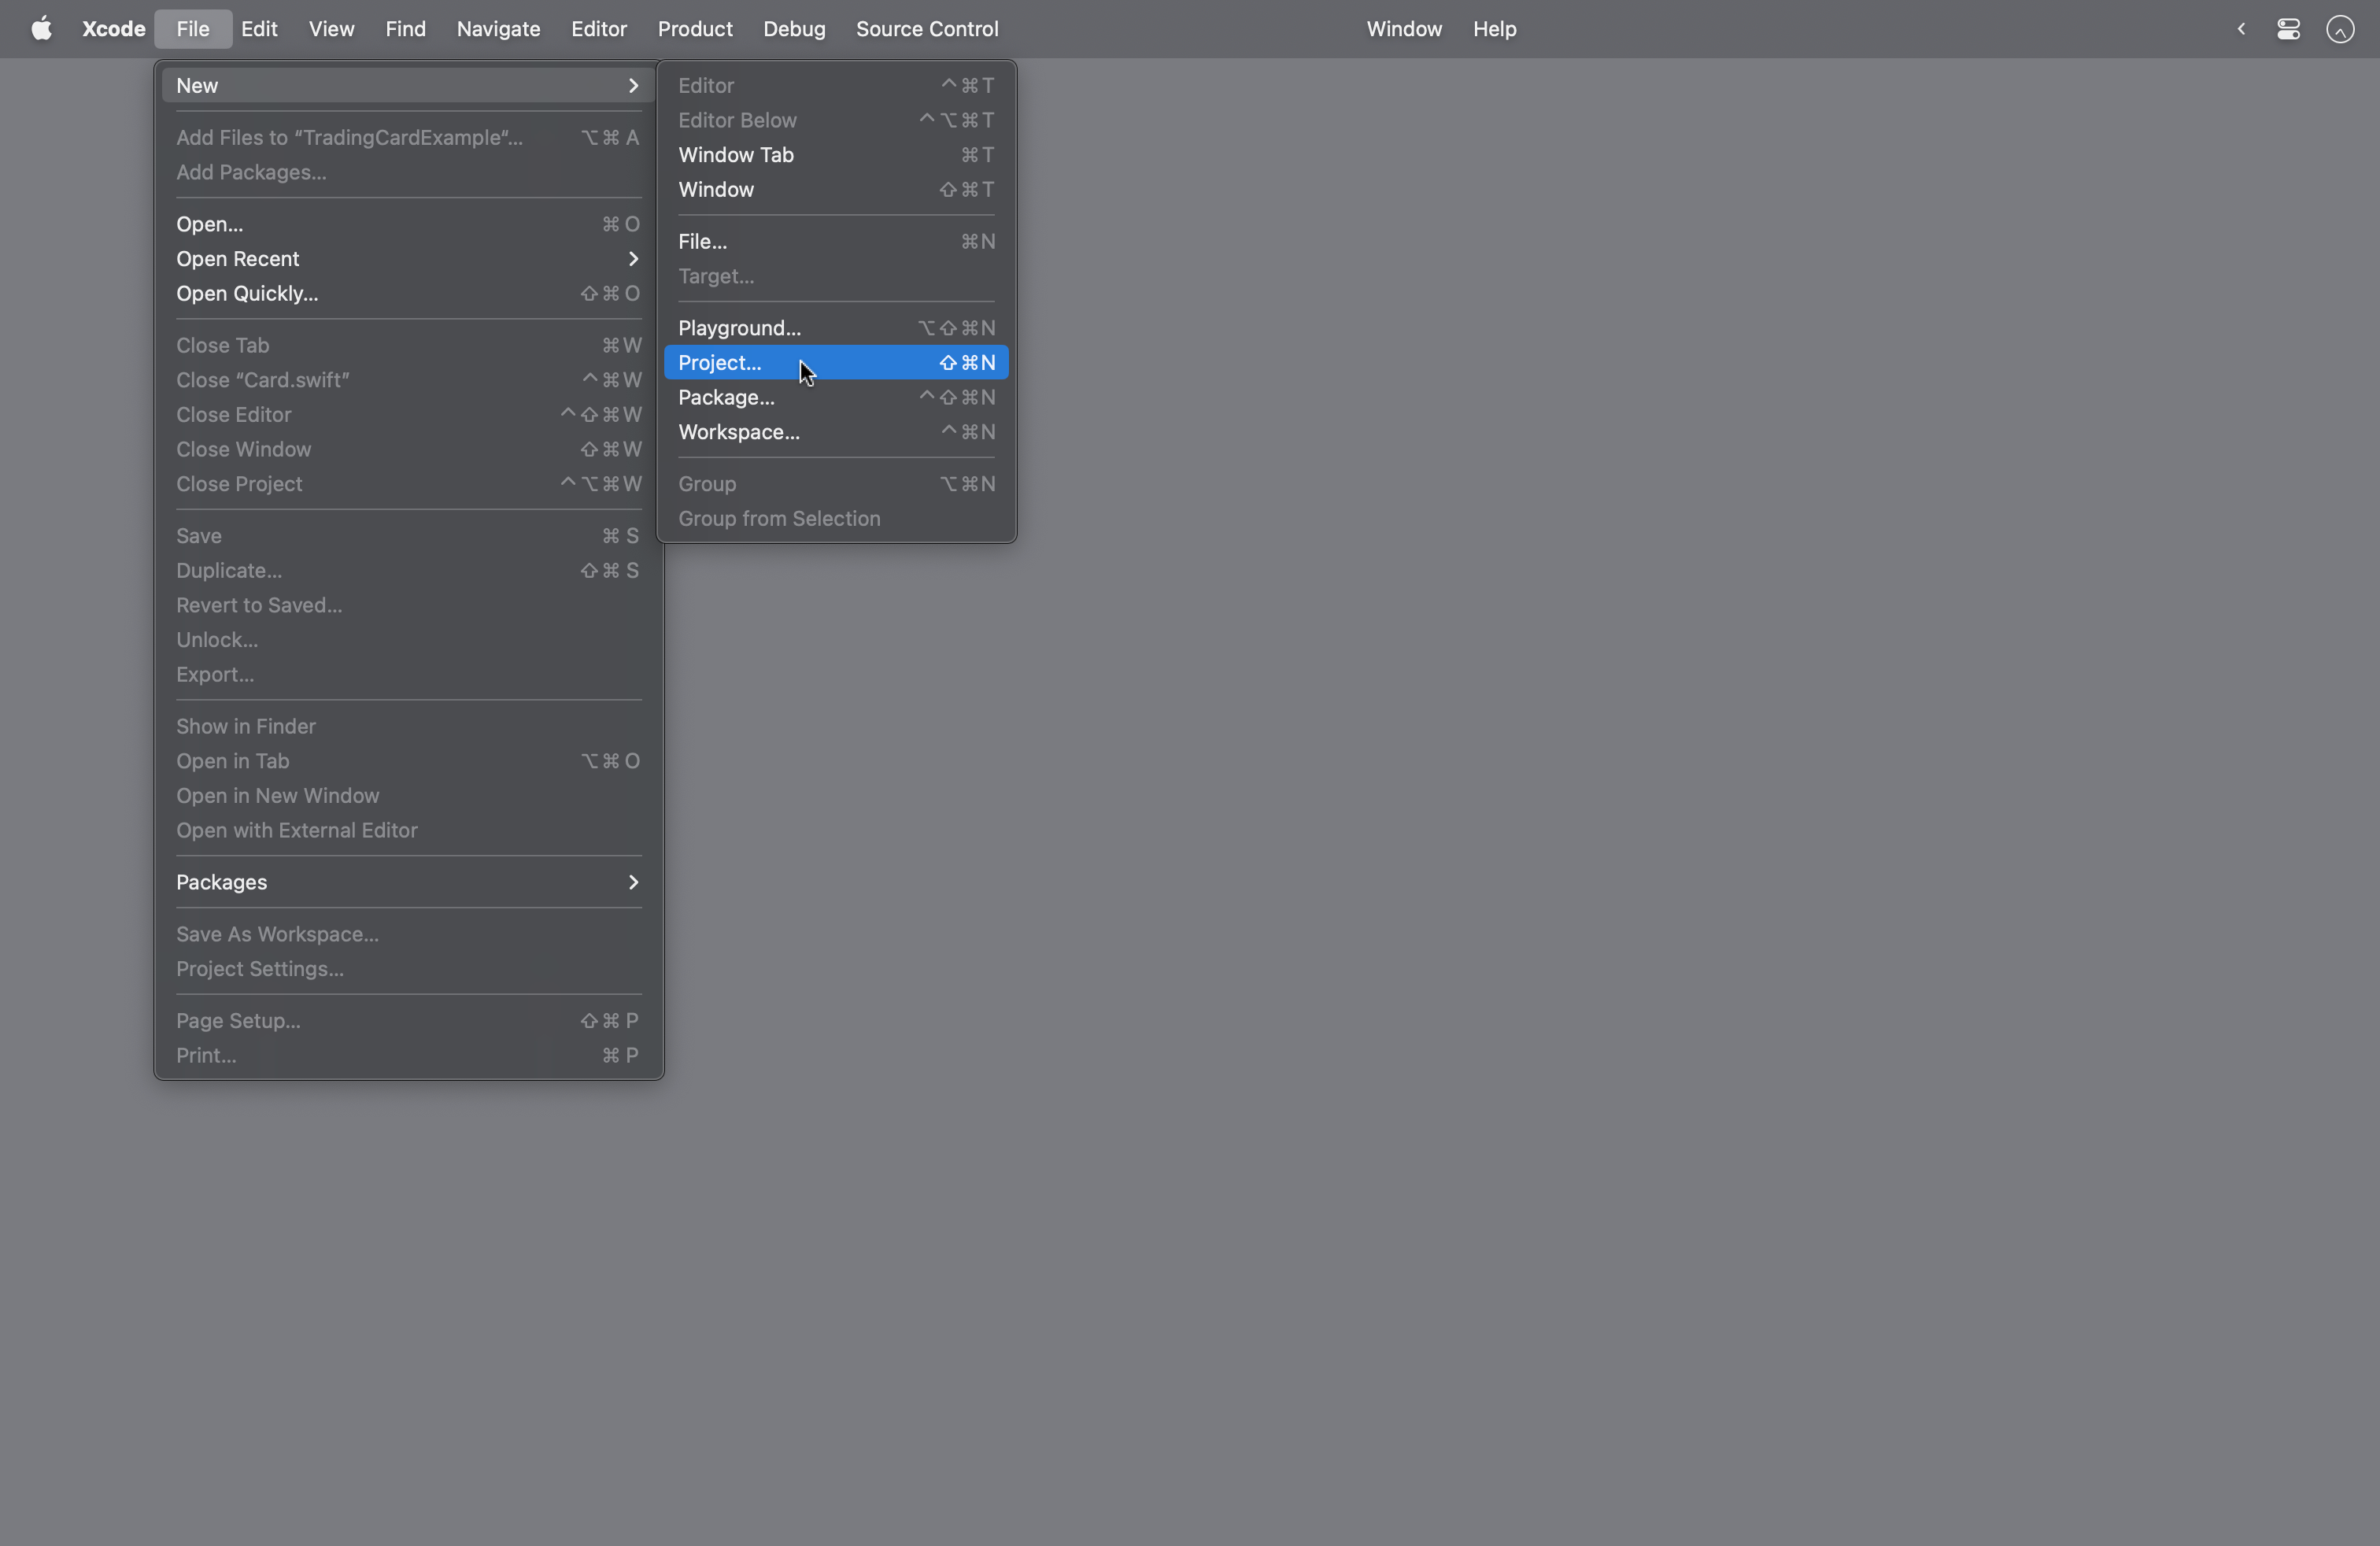 Xcode File Edit View Find Navigate Editor Product Debug Source Control Window Help
New
Add Files to “TradingCardExample“... ⌥⌘A
Add Packages...
Open... ⌘O
Open Recent
Open Quickly... ⇧⌘O
Close Tab ⌘W
Close “Card.swift” ^⌘W
Close Editor ^⇧⌘W
Close Window ⇧⌘W
Close Project ^⌥⌘W
Save ⌘S
Duplicate... ⇧⌘S
Revert to Saved...
Unlock...
Export...
Show in Finder
Open in Tab ⌥⌘O
Open in New Window
Open with External Editor
Packages
Save As Workspace...
Project Settings...
Page Setup... ⇧⌘P
Print... ⌘P
Editor ^⌘T
Editor Below ^⌥⌘T
Window Tab ⌘T
Window ⇧⌘T
File... ⌘N
Target...
Playground... ⌥⇧⌘N
Project... ⇧⌘N
Package... ^⇧⌘N
Workspace... ^⌘N
Group ⌥⌘N
Group from Selection